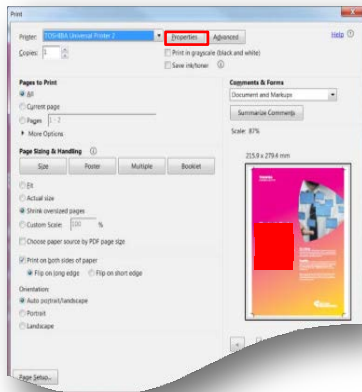 Print
Printer: TOSHIBA Universal Printer 2 Properties Advanced Help
Copies: 1 Print in grayscale (black and white)
Save ink/toner
Pages to Print
All
Current page
Pages 1 - 2
More Options
Comments & Forms
Document and Markups
Summarize Comments
Scale: 87%
Page Sizing & Handling
Size Poster Multiple Booklet
215.9 x 279.4 mm
Fit
Actual size
Shrink oversized pages
Custom Scale: 100 %
Choose paper source by PDF page size
Print on both sides of paper
Flip on long edge Flip on short edge
Orientation:
Auto portrait/landscape
Portrait
Landscape
Page Setup...